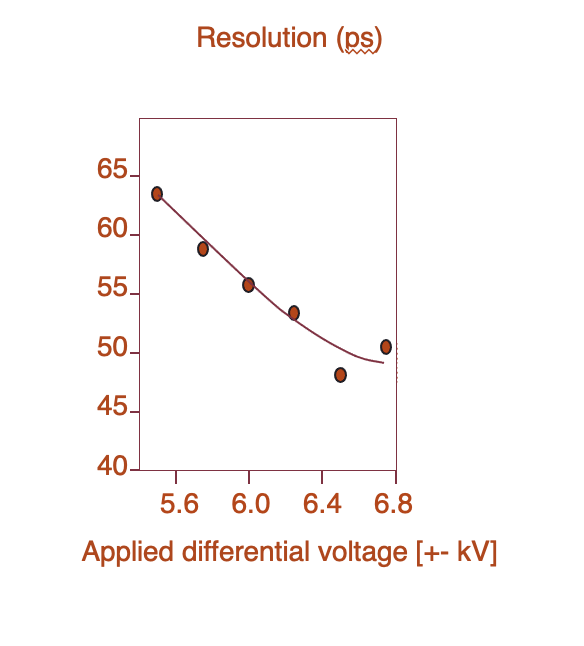 Resolution (ps)
65
60
55
50
45
40
5.6 6.0 6.4 6.8
Applied differential voltage [+- kV]